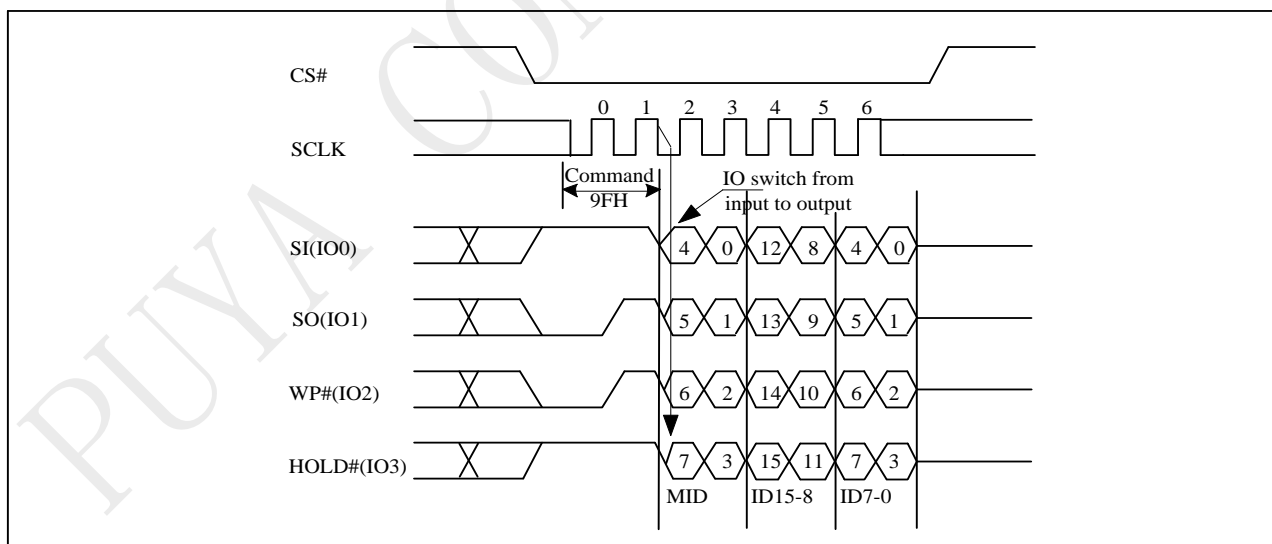 PUYA CON
CS#
0 1 2 3 4 5 6
SCLK
Command
9FH
IO switch from
input to output
SI(IO0)
4 0 12 8 4 0
SO(IO1)
5 1 13 9 5 1
WP#(IO2)
6 2 14 10 6 2
HOLD#(IO3)
7 3 15 11 7 3
MID ID15-8 ID7-0